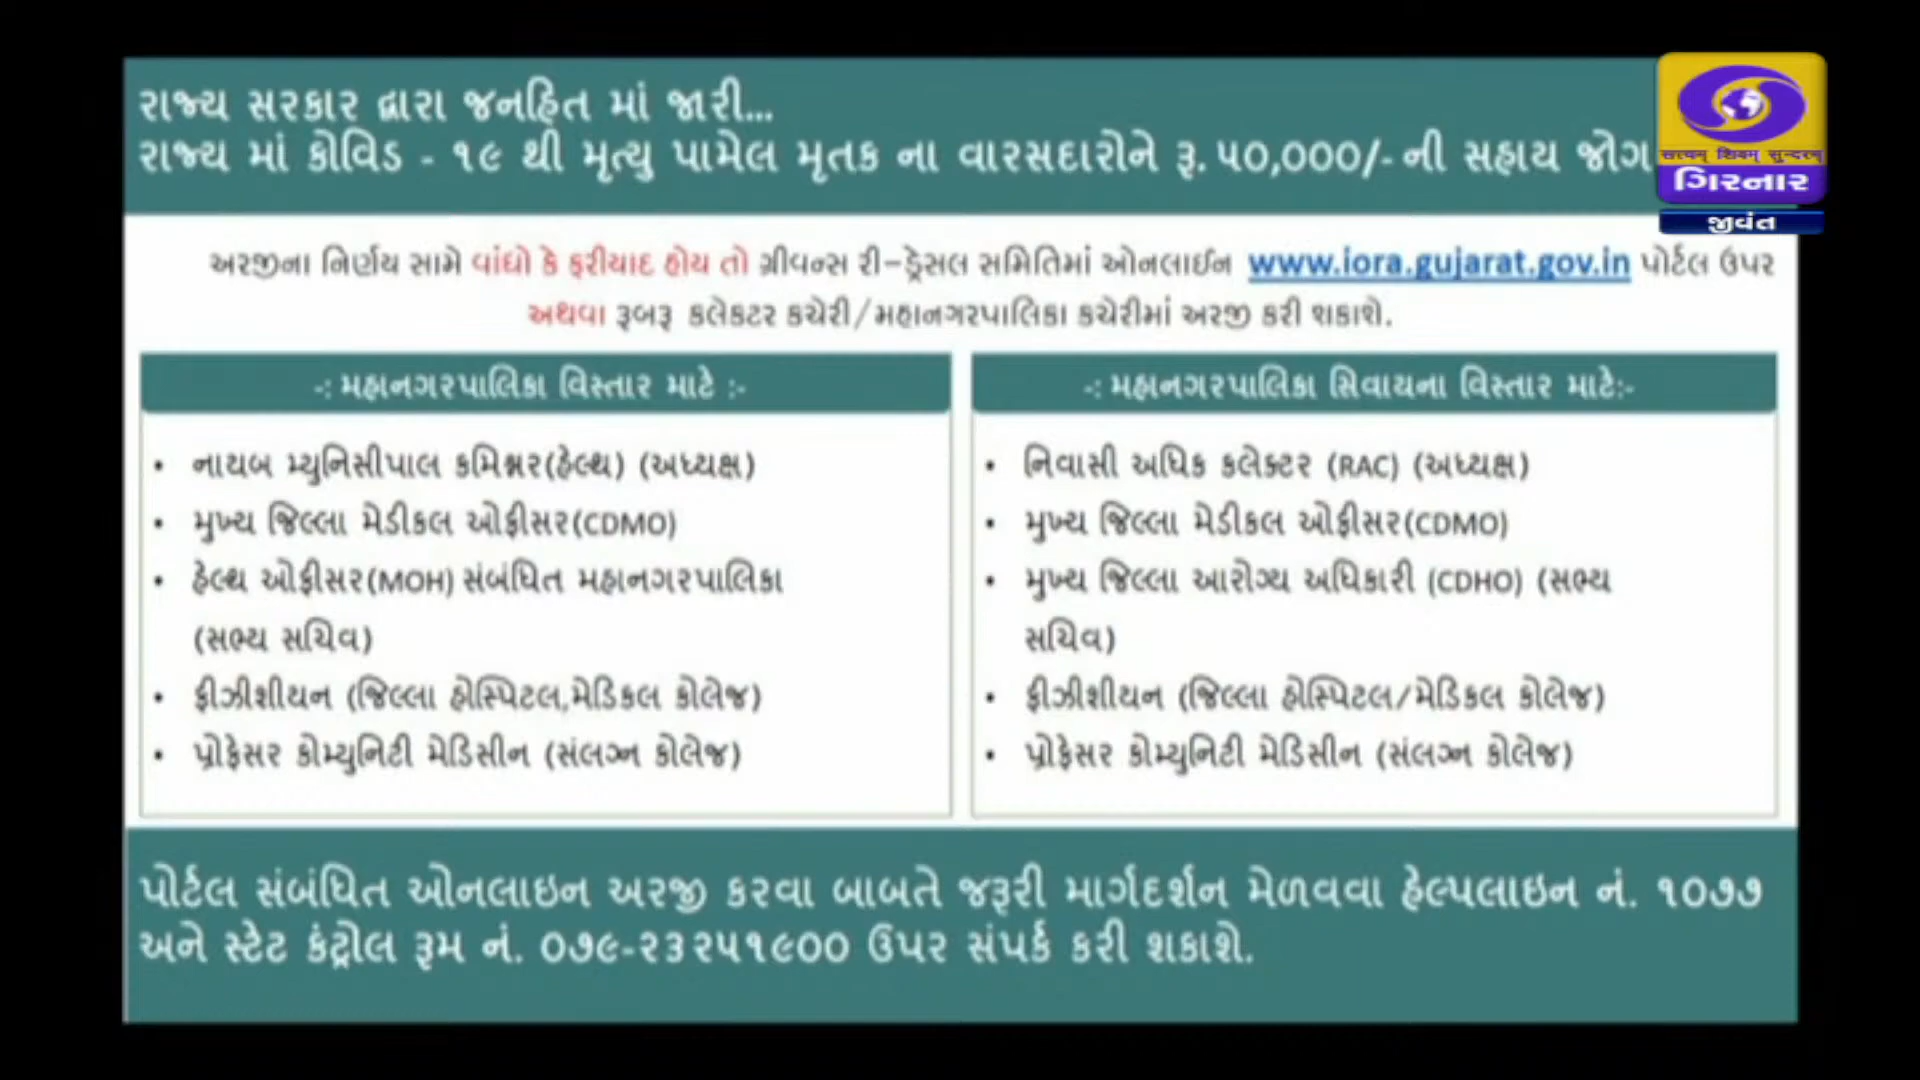 રાજ્ય સરકાર દ્વારા જનહિત માં જારી...
રાજ્ય માં કોવિડ - ૧૯ થી મૃત્યુ પામેલ મૃતક ના વારસદારોને રૂ. ૫૦,૦૦૦/- ની સહાય જોગ
सत्यम् शिवम् सुन्दरम्
ગિરનાર
જીવંત
અરજીના નિર્ણય સામે વાંધો કે ફરીયાદ હોય તો ગ્રીવન્સ રી-ડ્રેસલ સમિતિમાં ઓનલાઈન www.iora.gujarat.gov.in પોર્ટલ ઉપર
અથવા રૂબરૂ કલેકટર કચેરી/મહાનગરપાલિકા કચેરીમાં અરજી કરી શકાશે.
-: મહાનગરપાલિકા વિસ્તાર માટે :-
• નાયબ મ્યુનિસીપાલ કમિશ્નર(હેલ્થ) (અધ્યક્ષ)
• મુખ્ય જિલ્લા મેડીકલ ઓફીસર(CDMO)
• હેલ્થ ઓફીસર(MOH) સંબંધિત મહાનગરપાલિકા
(સભ્ય સચિવ)
• ફીઝીશીયન (જિલ્લા હોસ્પિટલ,મેડિકલ કોલેજ)
• પ્રોફેસર કોમ્યુનિટી મેડિસીન (સંલગ્ન કોલેજ)
-: મહાનગરપાલિકા સિવાયના વિસ્તાર માટે:-
• નિવાસી અધિક કલેક્ટર (RAC) (અધ્યક્ષ)
• મુખ્ય જિલ્લા મેડીકલ ઓફીસર(CDMO)
• મુખ્ય જિલ્લા આરોગ્ય અધિકારી (CDHO) (સભ્ય
સચિવ)
• ફીઝીશીયન (જિલ્લા હોસ્પિટલ/મેડિકલ કોલેજ)
• પ્રોફેસર કોમ્યુનિટી મેડિસીન (સંલગ્ન કોલેજ)
પોર્ટલ સંબંધિત ઓનલાઇન અરજી કરવા બાબતે જરૂરી માર્ગદર્શન મેળવવા હેલ્પલાઇન નં. ૧૦૭૭
અને સ્ટેટ કંટ્રોલ રૂમ નં. ૦૭૯-૨૩૨૫૧૯૦૦ ઉપર સંપર્ક કરી શકાશે.